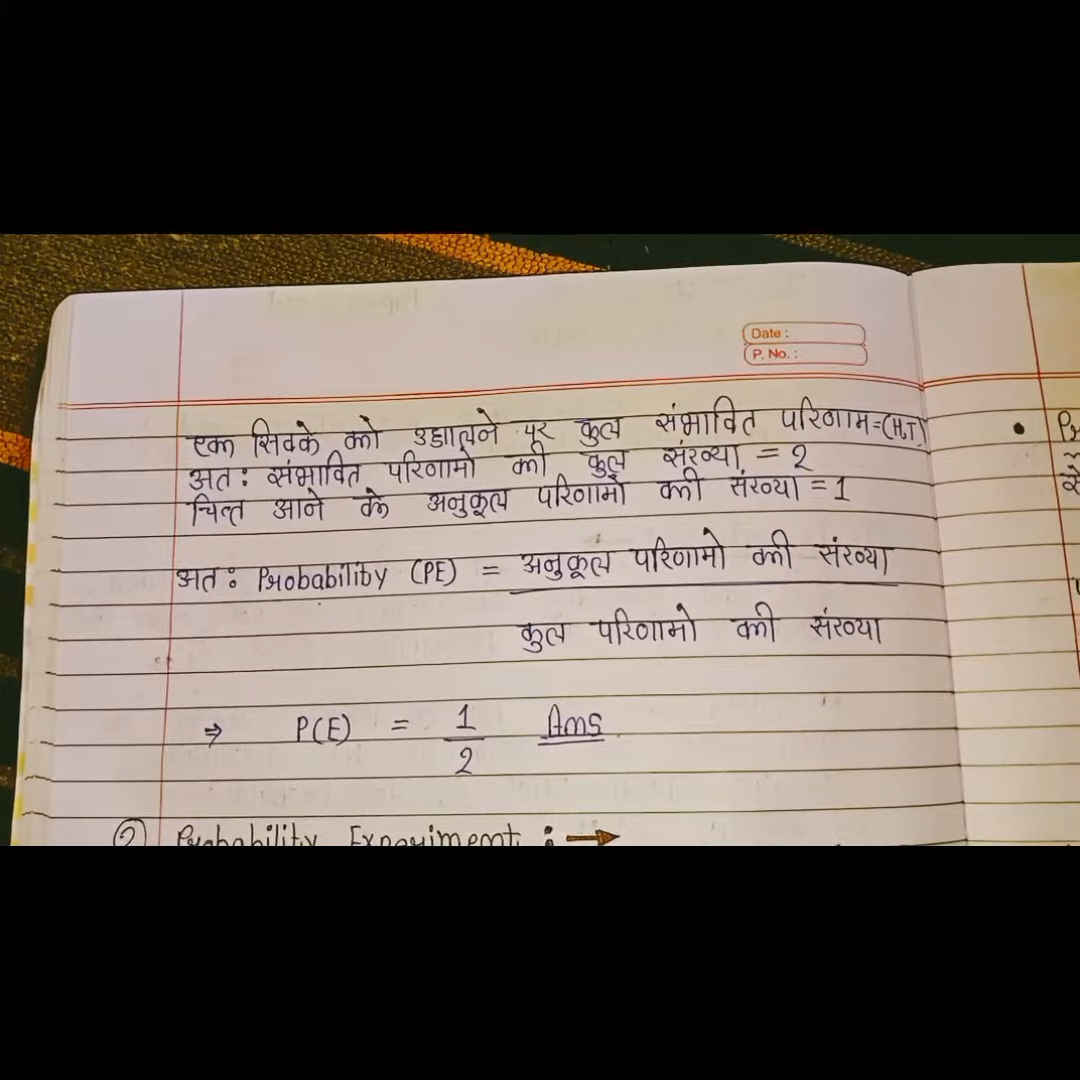 Date :
P. No. :
एक सिक्के को उछालने पर कुल संभावित परिणाम=(H,T)
अत: संभावित परिणामो की कुल संख्या = 2
चित्त आने के अनुकूल परिणामों की संख्या = 1
अत: Probability (PE) = अनुकूल परिणामो की संख्या
कुल परिणामो की संख्या
⇒ P(E) = 1
2
Ans
② Probability Experiment :→